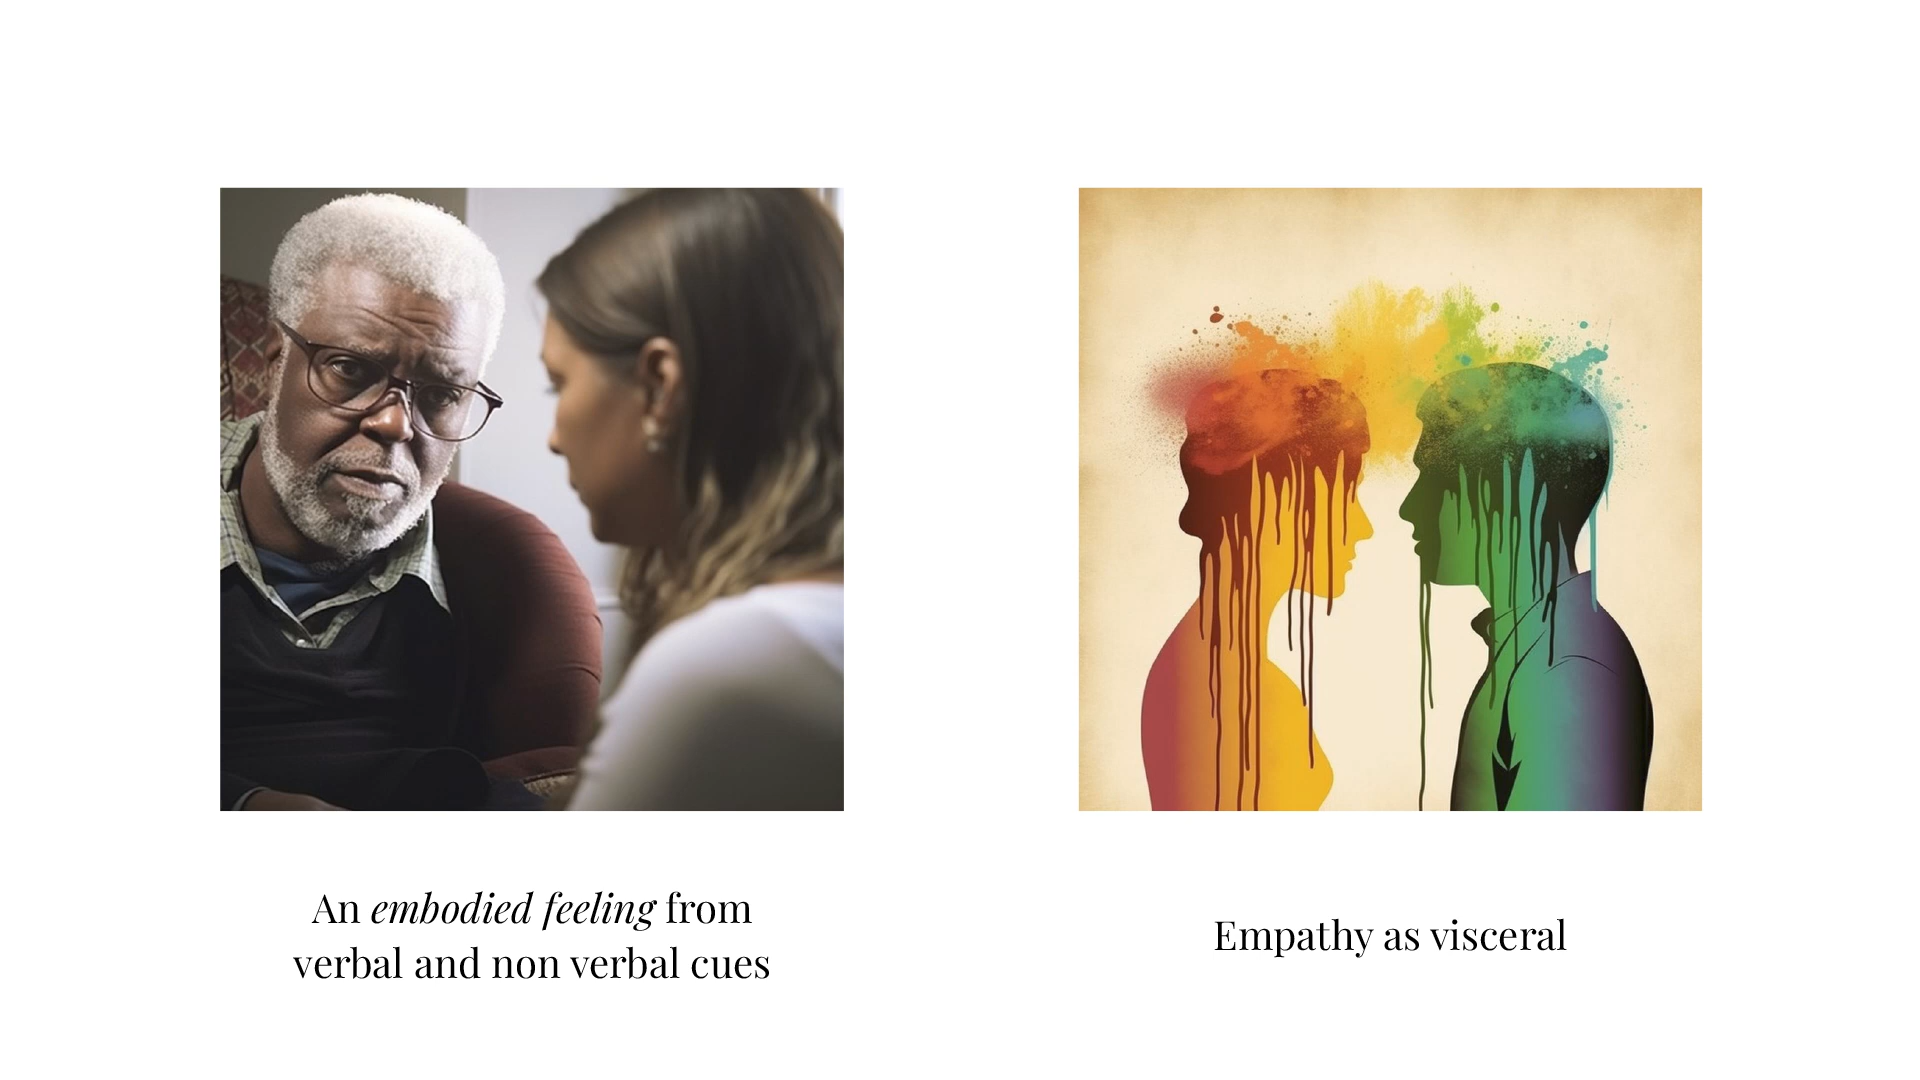 An embodied feeling from
verbal and non verbal cues
Empathy as visceral